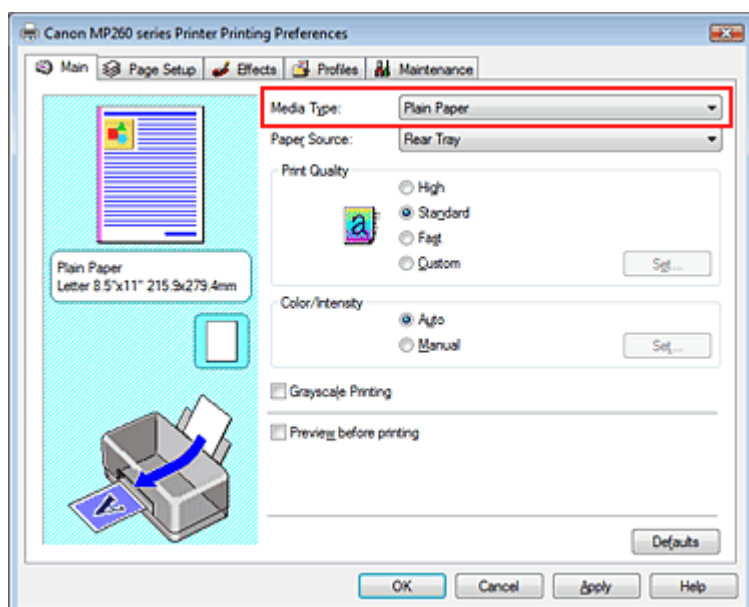 Canon MP260 series Printer Printing Preferences
Main Page Setup Effects Profiles Maintenance
Media Type: Plain Paper
Paper Source: Rear Tray
Print Quality
High
Standard
Fast
Custom
Set...
a
Plain Paper
Letter 8.5"x11" 215.9x279.4mm
Color/Intensity
Auto
Manual
Set...
Grayscale Printing
Preview before printing
A
Defaults
OK Cancel Apply Help